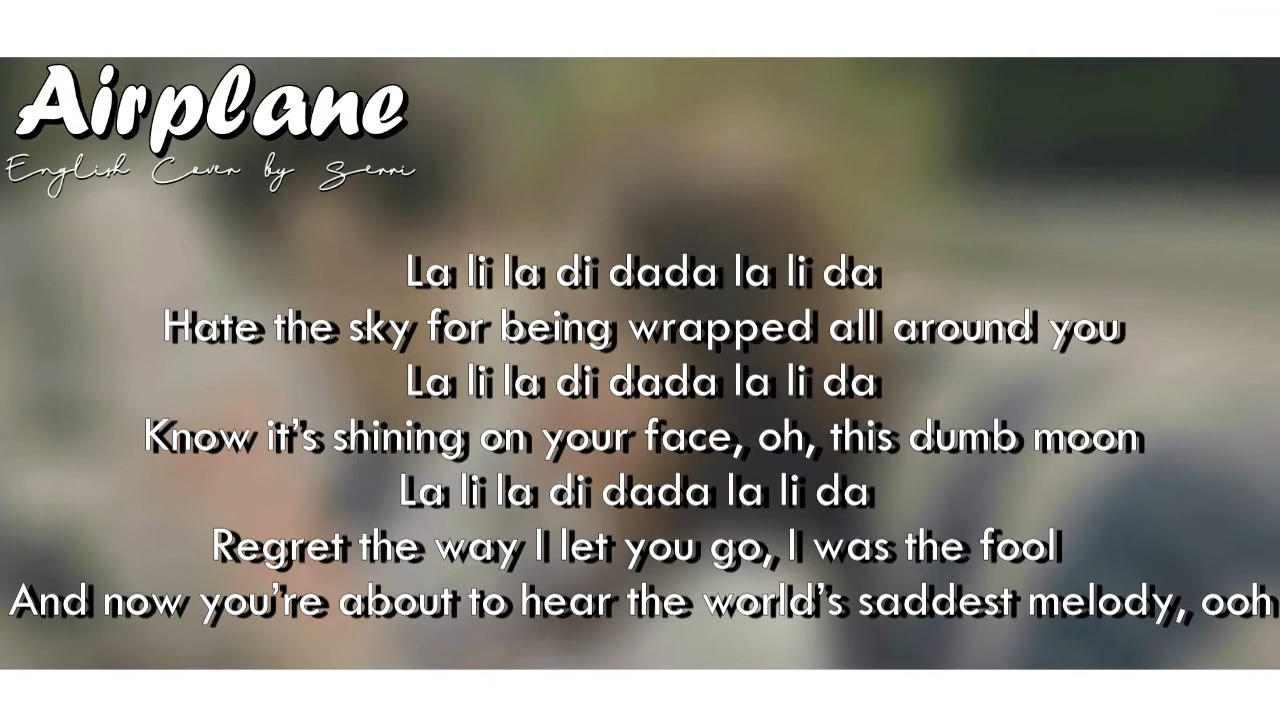 Airplane
English Cover by Serri
La li la di dada la li da
Hate the sky for being wrapped all around you
La li la di dada la li da
Know it's shining on your face, oh, this dumb moon
La li la di dada la li da
Regret the way I let you go, I was the fool
And now you're about to hear the world's saddest melody, ooh